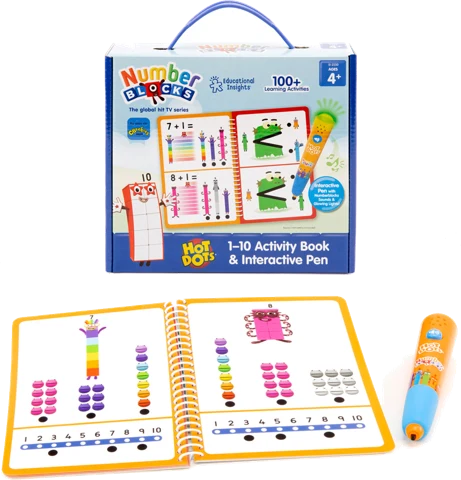 Number
BLOCKS
The global hit TV series
Educational
Insights
100+
Learning Activities
AGES
4+
7 + 1 =
8 + 1 =
10
Interactive
Pen with
Sounds &
HOT
DOTS
1–10 Activity Book
& Interactive Pen
7
8
1 2 3 4 5 6 7 8 9 10
1 2 3 4 5 6 7 8 9 10